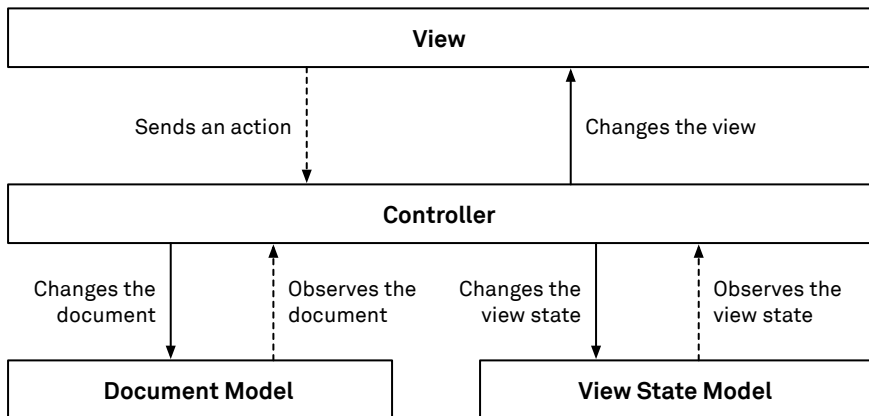 View
Sends an action
Changes the view
Controller
Changes the
document
Observes the
document
Changes the
view state
Observes the
view state
Document Model
View State Model